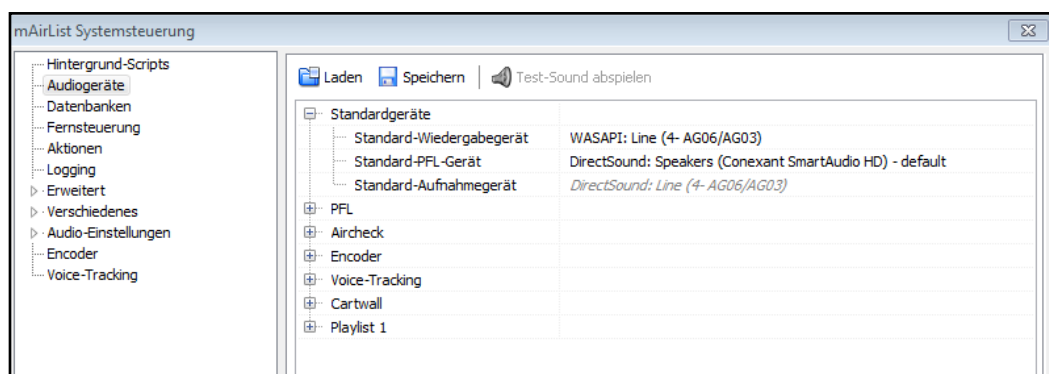 mAirList Systemsteuerung
Hintergrund-Scripts
Audiogeräte
Datenbanken
Fernsteuerung
Aktionen
Logging
Erweitert
Verschiedenes
Audio-Einstellungen
Encoder
Voice-Tracking
Laden Speichern Test-Sound abspielen
Standardgeräte
Standard-Wiedergabegerät WASAPI: Line (4- AG06/AG03)
Standard-PFL-Gerät DirectSound: Speakers (Conexant SmartAudio HD) - default
Standard-Aufnahmegerät DirectSound: Line (4- AG06/AG03)
PFL
Aircheck
Encoder
Voice-Tracking
Cartwall
Playlist 1